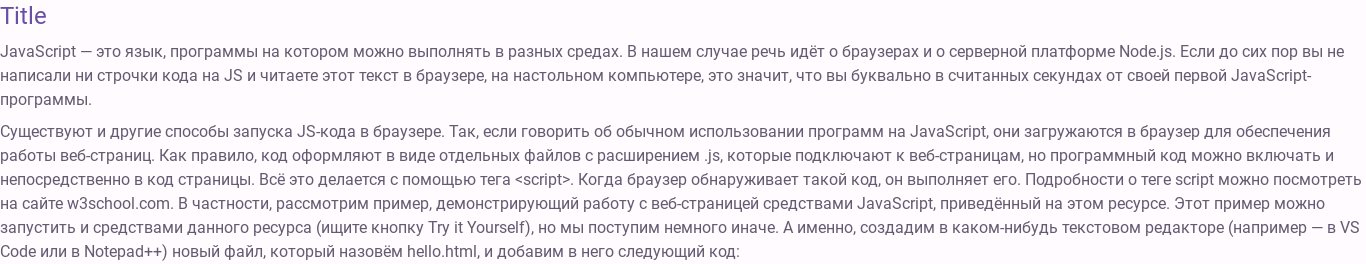 Title
JavaScript — это язык, программы на котором можно выполнять в разных средах. В нашем случае речь идёт о браузерах и о серверной платформе Node.js. Если до сих пор вы не
написали ни строчки кода на JS и читаете этот текст в браузере, на настольном компьютере, это значит, что вы буквально в считанных секундах от своей первой JavaScript-
программы.
Существуют и другие способы запуска JS-кода в браузере. Так, если говорить об обычном использовании программ на JavaScript, они загружаются в браузер для обеспечения
работы веб-страниц. Как правило, код оформляют в виде отдельных файлов с расширением .js, которые подключают к веб-страницам, но программный код можно включать и
непосредственно в код страницы. Всё это делается с помощью тега <script>. Когда браузер обнаруживает такой код, он выполняет его. Подробности о теге script можно посмотреть
на сайте w3school.com. В частности, рассмотрим пример, демонстрирующий работу с веб-страницей средствами JavaScript, приведённый на этом ресурсе. Этот пример можно
запустить и средствами данного ресурса (ищите кнопку Try it Yourself), но мы поступим немного иначе. А именно, создадим в каком-нибудь текстовом редакторе (например — в VS
Code или в Notepad++) новый файл, который назовём hello.html, и добавим в него следующий код: